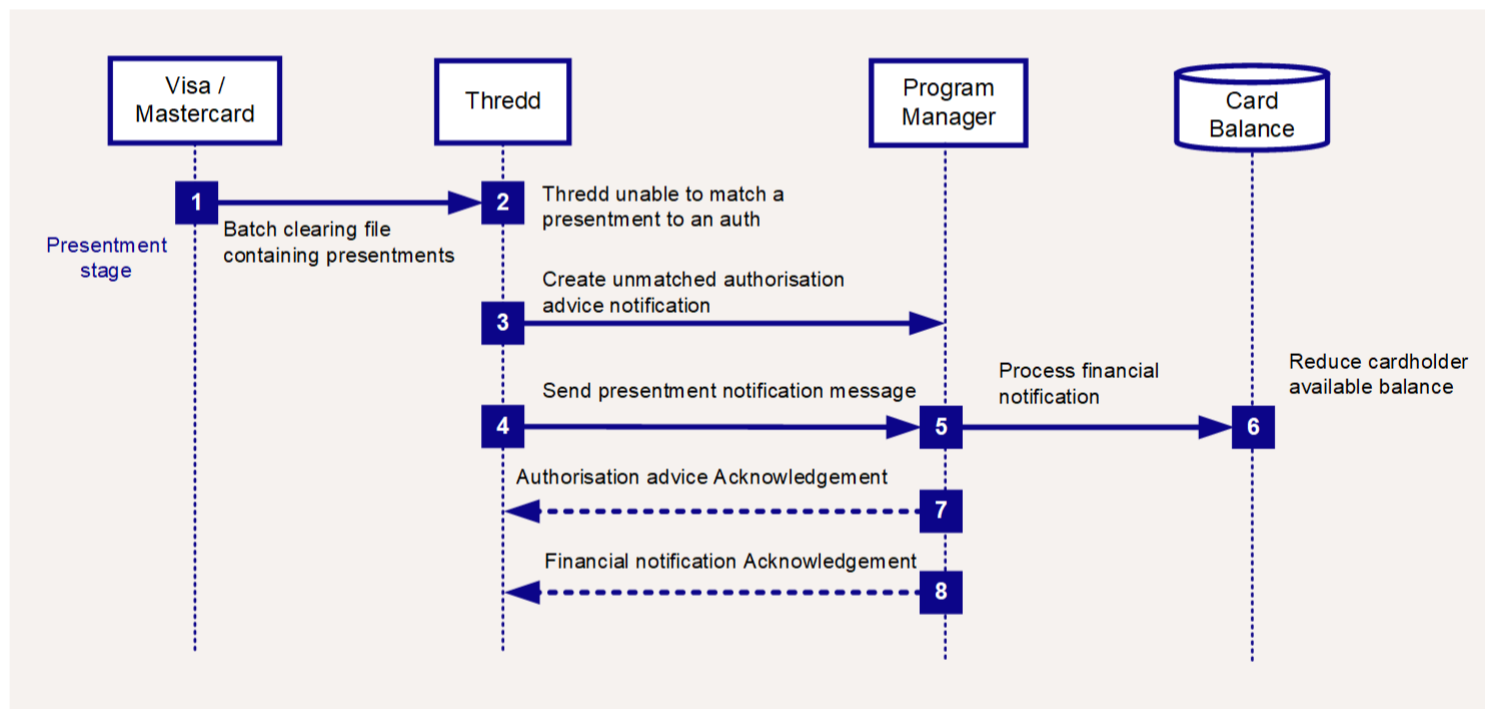 Visa /
Mastercard
Thredd
Program
Manager
Card
Balance
1
2
Thredd unable to match a
presentment to an auth
Presentment
stage
Batch clearing file
containing presentments
Create unmatched authorisation
advice notification
3
Send presentment notification message
Process financial
notification
Reduce cardholder
available balance
4
5
6
Authorisation advice Acknowledgement
7
Financial notification Acknowledgement
8